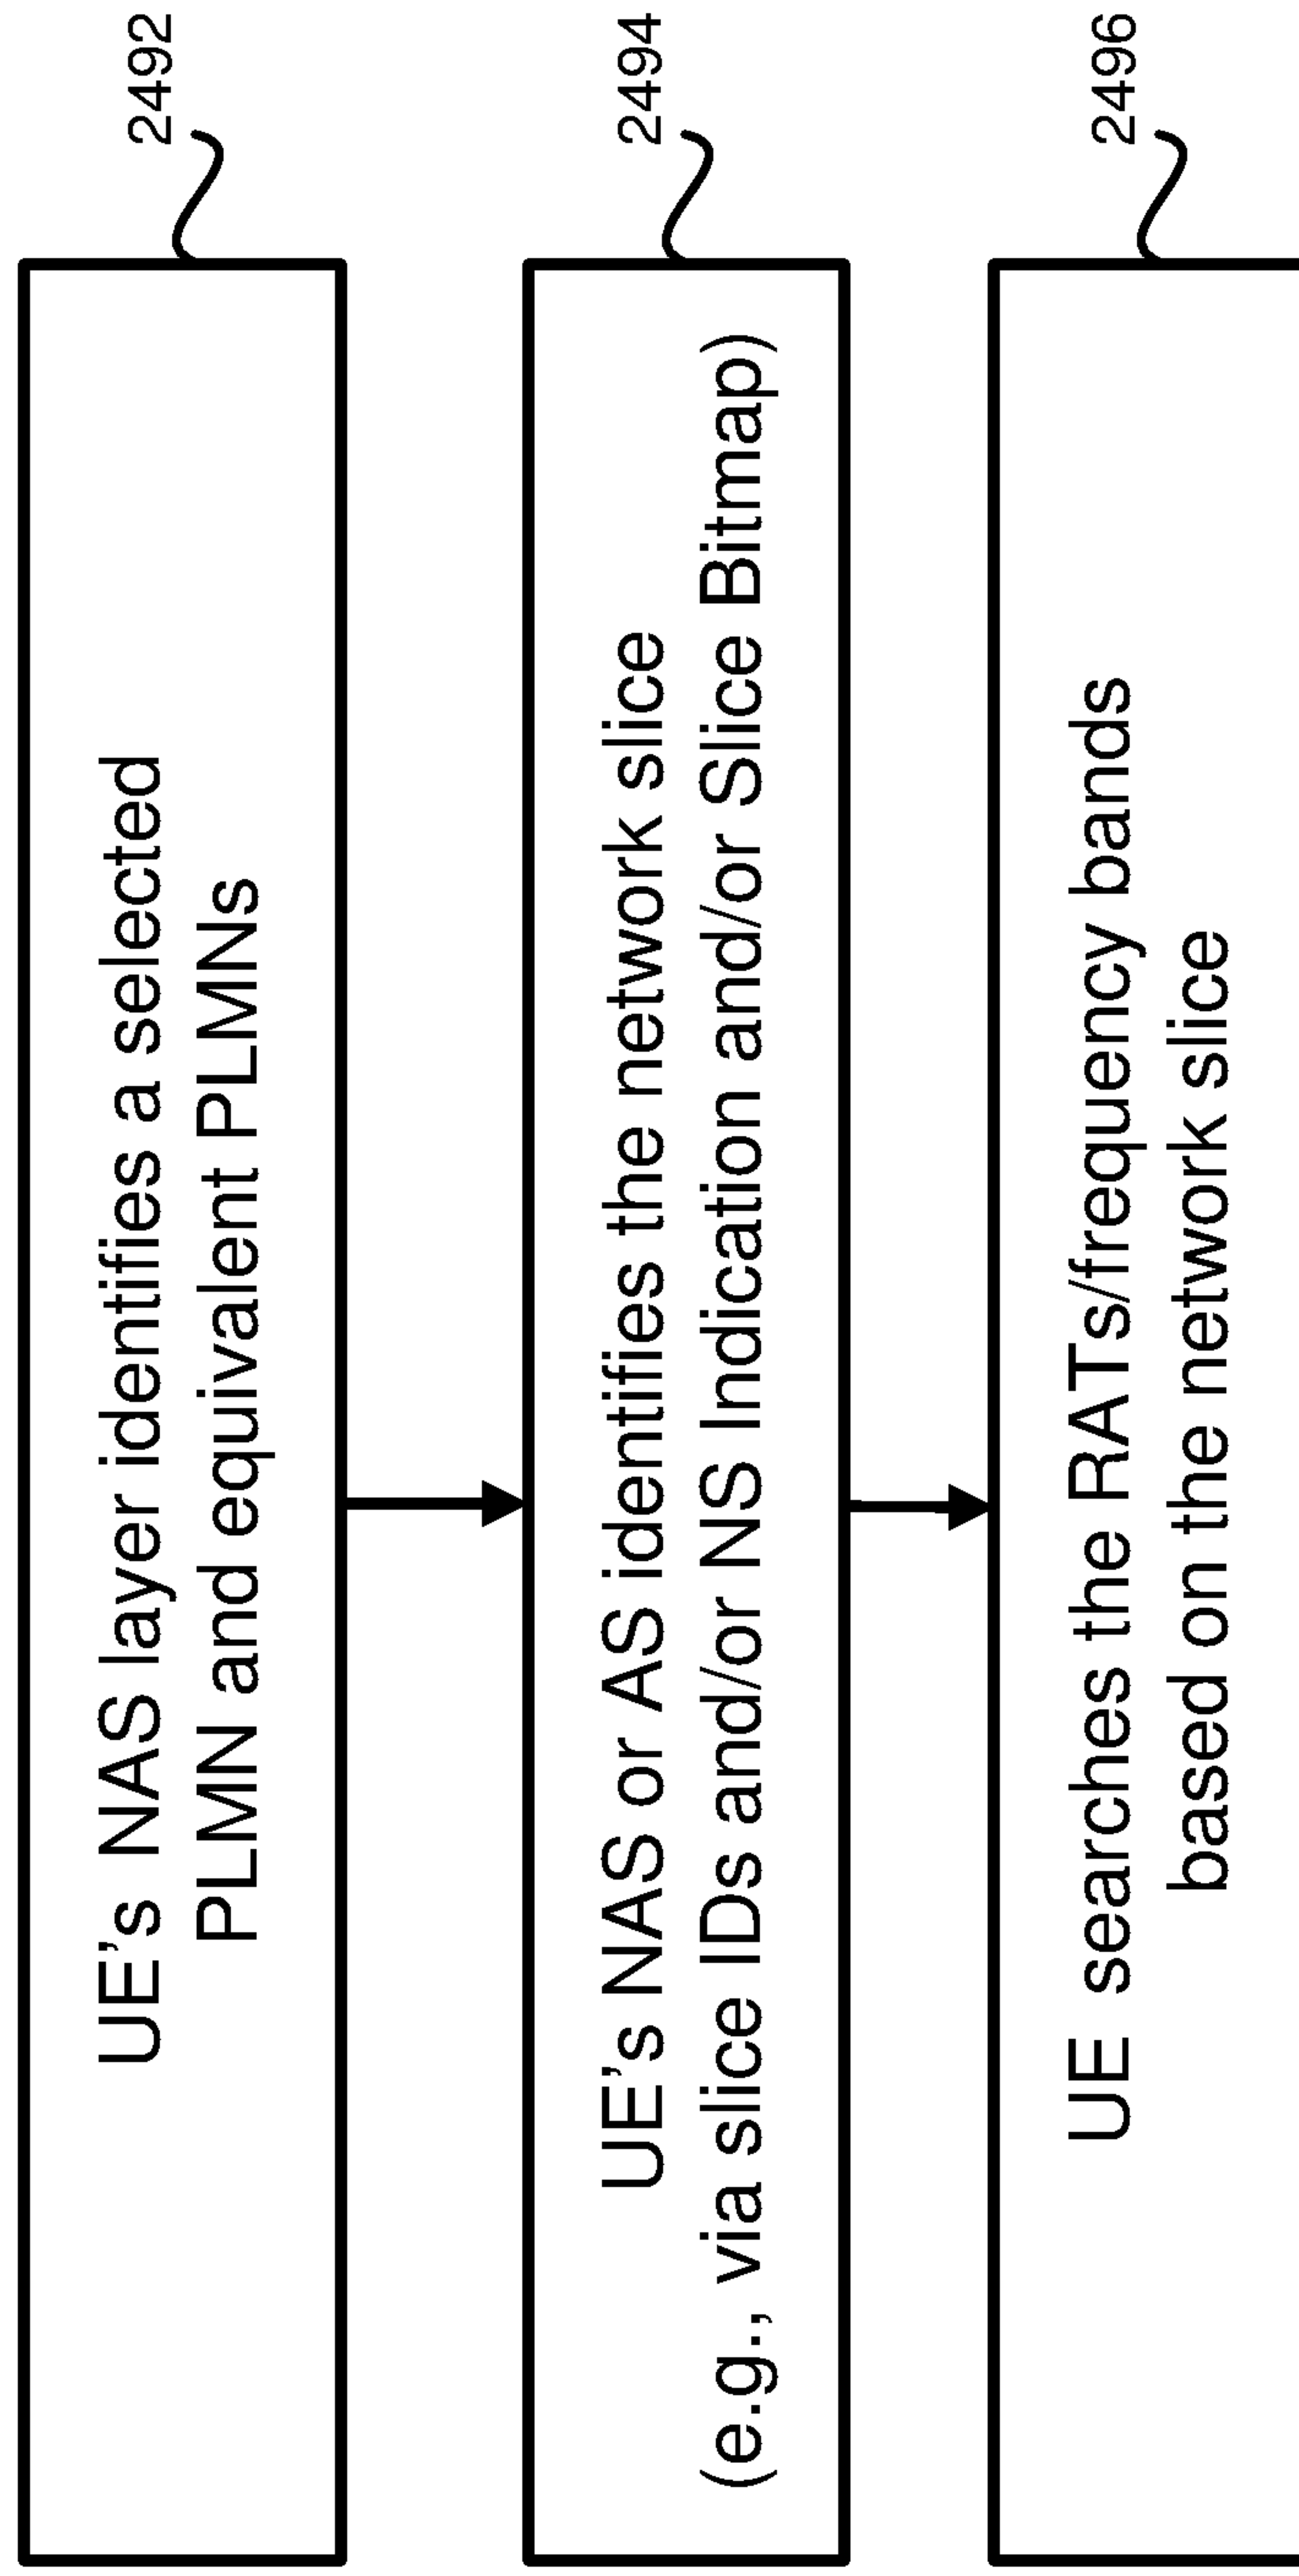 UE's NAS layer identifies a selected
PLMN and equivalent PLMNs
2492
UE's NAS or AS identifies the network slice
(e.g., via slice IDs and/or NS Indication and/or Slice Bitmap)
2494
UE searches the RATs/frequency bands
based on the network slice
2496